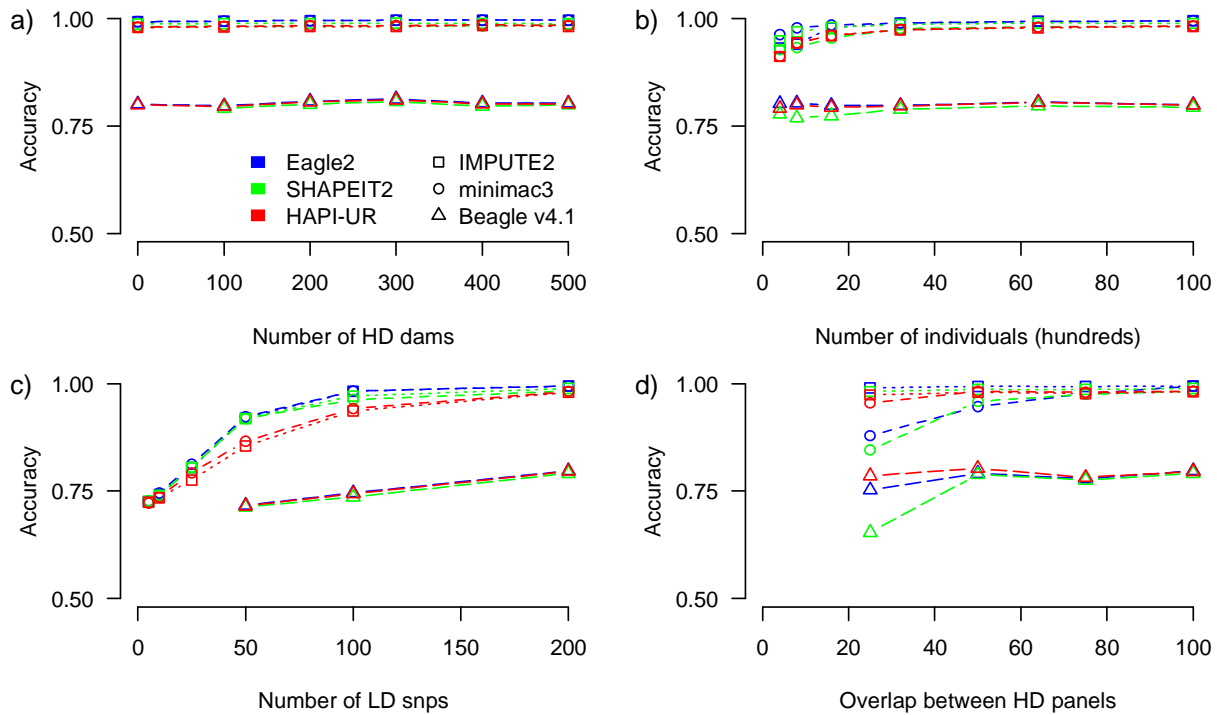 a)
1.00
0.75
0.50
Accuracy
Eagle2
SHAPEIT2
HAPI-UR
IMPUTE2
minimac3
Beagle v4.1
0 100 200 300 400 500
Number of HD dams
b)
1.00
0.75
0.50
Accuracy
0 20 40 60 80 100
Number of individuals (hundreds)
c)
1.00
0.75
0.50
Accuracy
0 50 100 150 200
Number of LD snps
d)
1.00
0.75
0.50
Accuracy
0 20 40 60 80 100
Overlap between HD panels